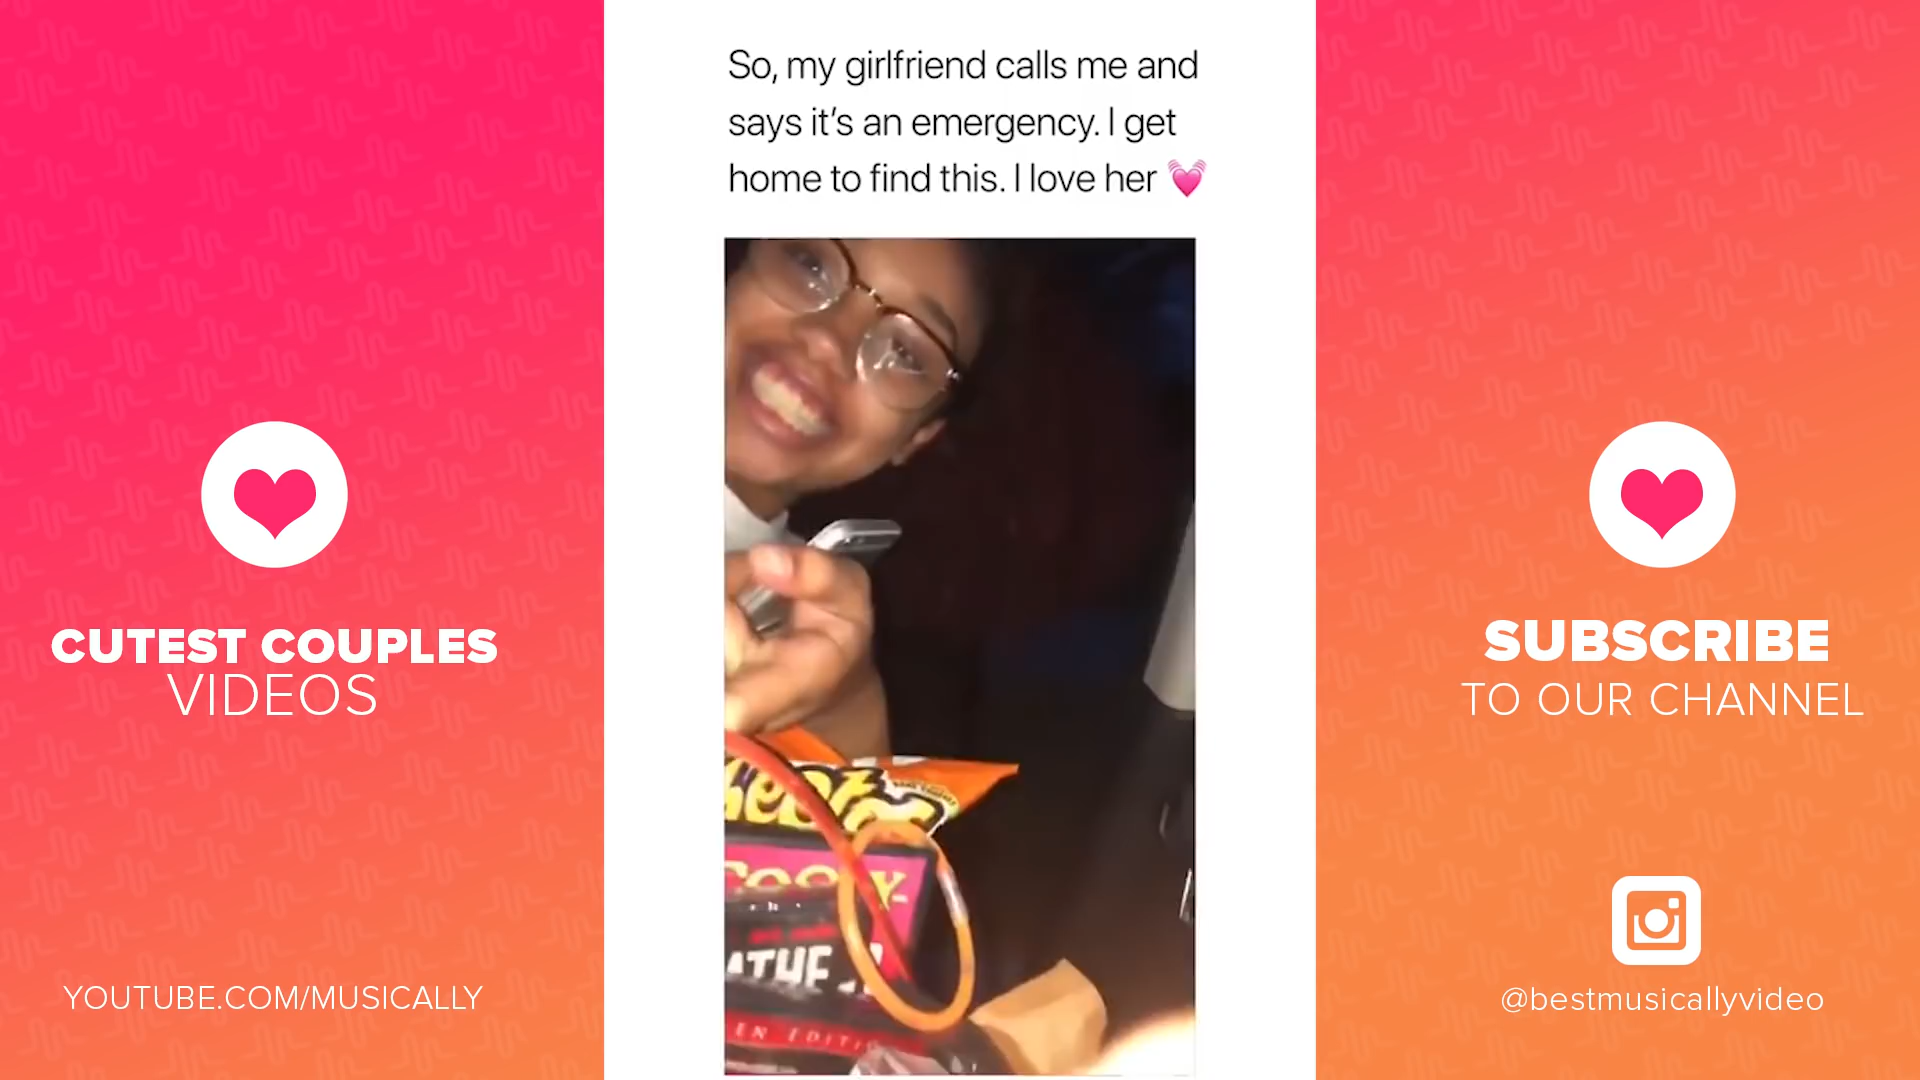 So, my girlfriend calls me and
says it's an emergency. I get
home to find this. I love her 💓
CUTEST COUPLES
VIDEOS
YOUTUBE.COM/MUSICALLY
SUBSCRIBE
TO OUR CHANNEL
@bestmusicallyvideo
EDITI